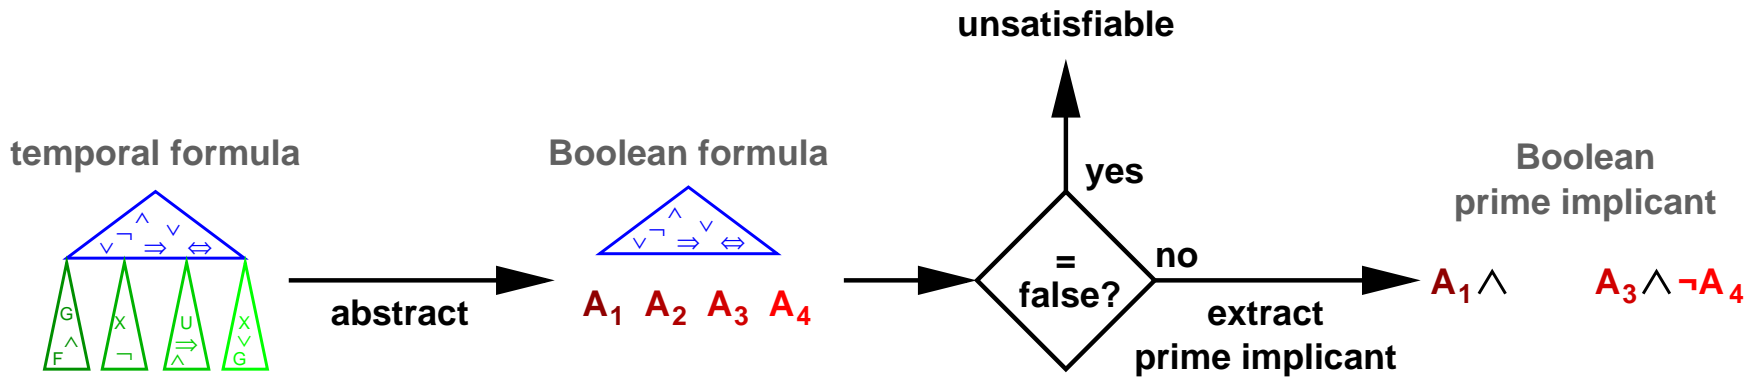 unsatisfiable
temporal formula
Boolean formula
Boolean
prime implicant
yes
no
∧
∨ ¬ ∨
⇒ ⇔
∧
∨ ¬ ∨
⇒ ⇔
G
∧
F
X
¬
U
⇒
∧
X
∨
G
abstract
A1 A2 A3 A4
=
false?
extract
prime implicant
A1 ∧ A3 ∧ ¬A4